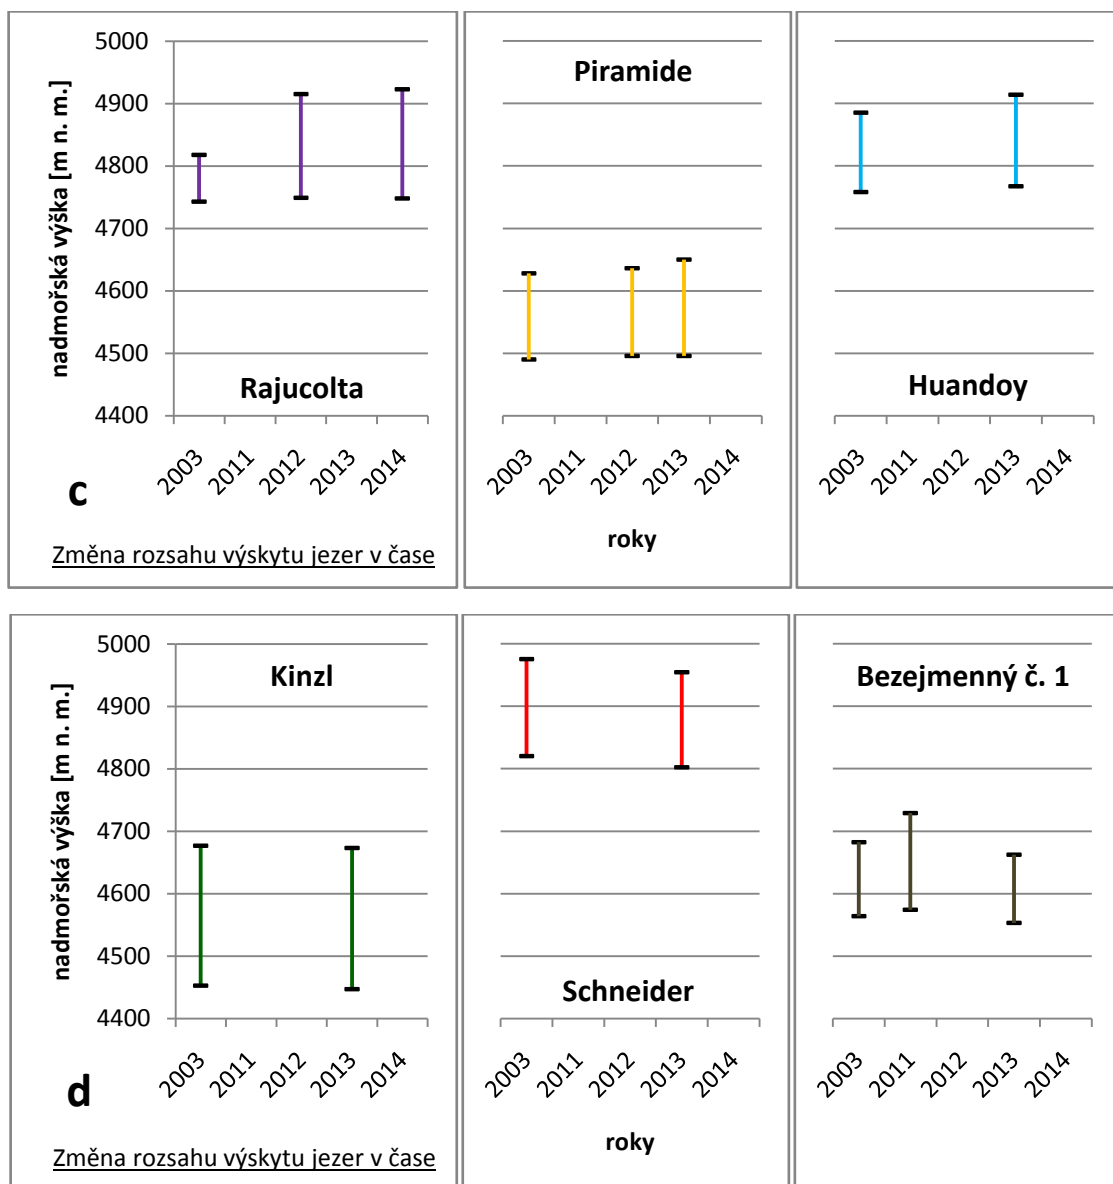 nadmořská výška [m n. m.]
5000
4900
4800
4700
4600
4500
4400
Rajucolta
2003 2011 2012 2013 2014
c
Změna rozsahu výskytu jezer v čase
Piramide
2003 2011 2012 2013 2014
roky
Huandoy
2003 2011 2012 2013 2014
nadmořská výška [m n. m.]
5000
4900
4800
4700
4600
4500
4400
Kinzl
2003 2011 2012 2013 2014
d
Změna rozsahu výskytu jezer v čase
Schneider
2003 2011 2012 2013 2014
roky
Bezejmenný č. 1
2003 2011 2012 2013 2014